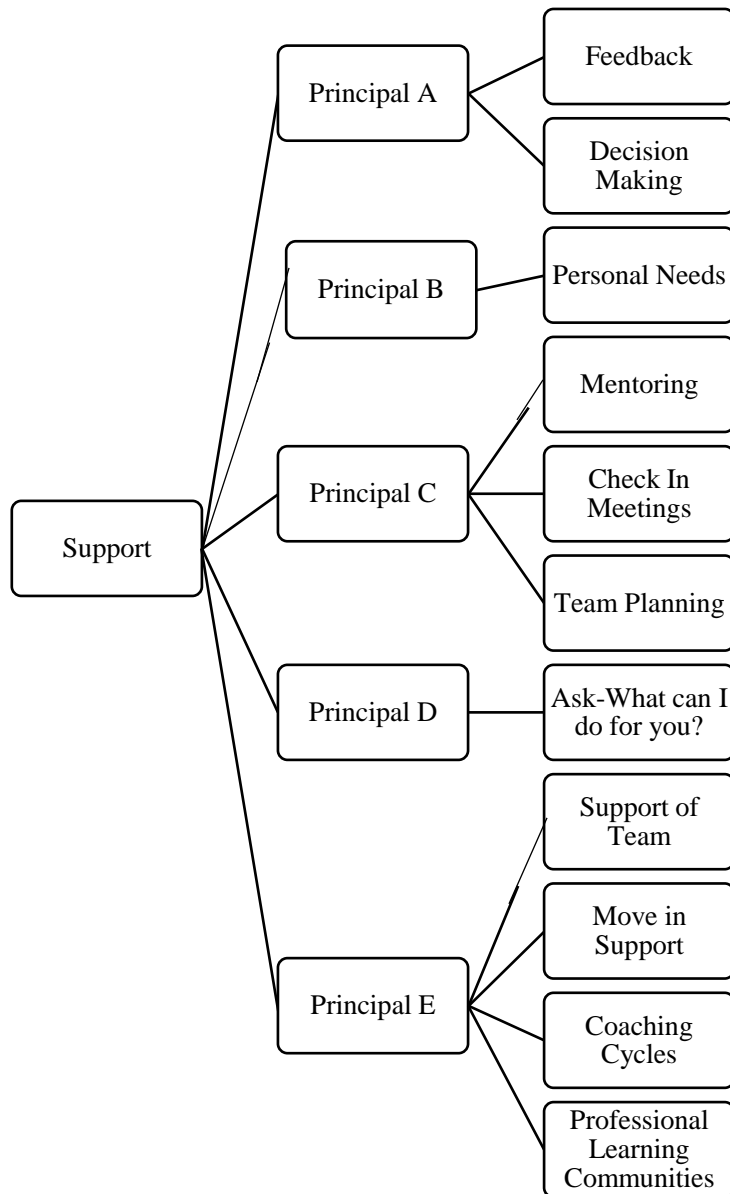 Support
Principal A
Feedback
Decision
Making
Principal B
Personal Needs
Principal C
Mentoring
Check In
Meetings
Team Planning
Principal D
Ask-What can I
do for you?
Principal E
Support of
Team
Move in
Support
Coaching
Cycles
Professional
Learning
Communities